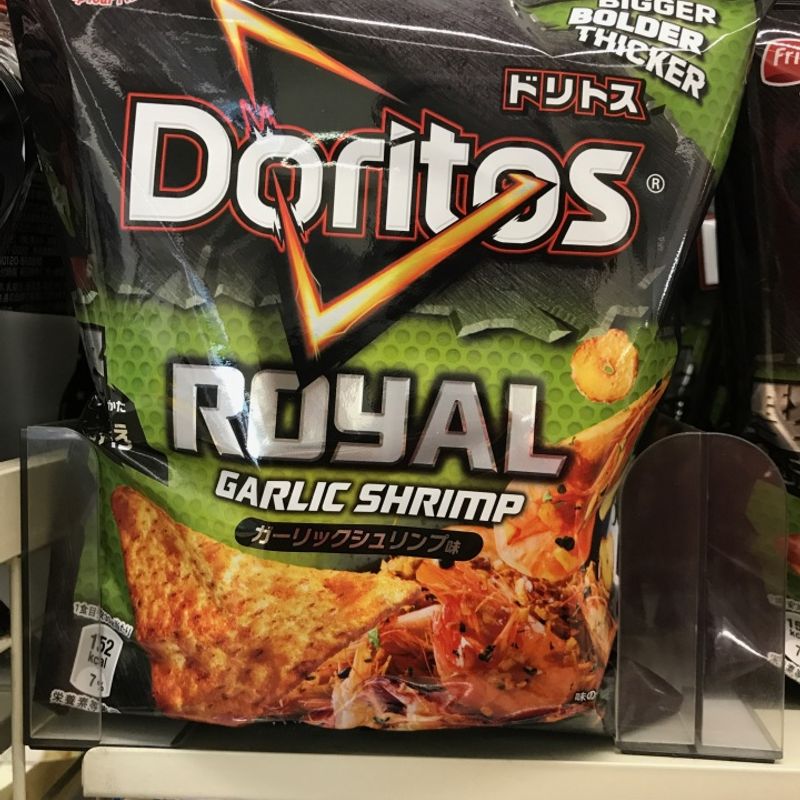 BIGGER
BOLDER
THICKER
ドリトス
Doritos®
ROYAL
GARLIC SHRIMP
ガーリックシュリンプ味
152
kcal
7%